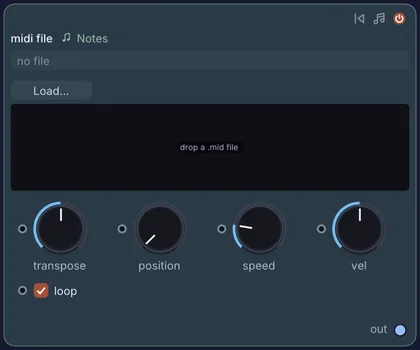 midi file Notes
no file
Load...
drop a .mid file
transpose position speed vel
loop
out